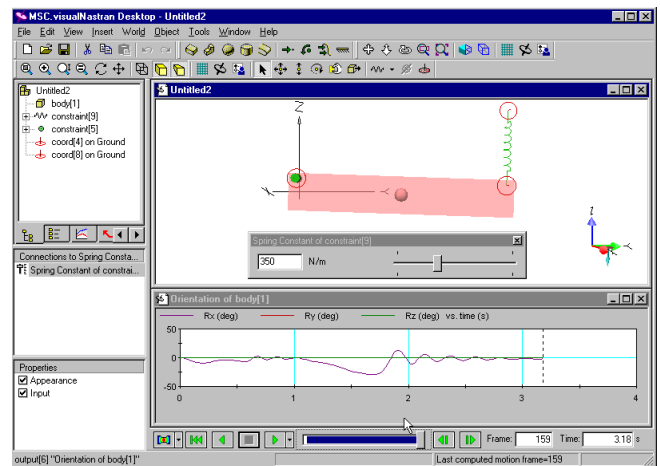 MSC.visualNastran Desktop - Untitled2
File Edit View Insert World Object Tools Window Help
Untitled2
body[1]
constraint[9]
constraint[5]
coord[4] on Ground
coord[8] on Ground
Connections to Spring Consta...
Spring Constant of constrai...
Properties
Appearance
Input
Untitled2
Z
Spring Constant of constraint[9]
350 N/m
Orientation of body[1]
Rx (deg) Ry (deg) Rz (deg) vs. time (s)
50
0
-50
0 1 2 3 4
Frame: 159 Time: 3.18 s
output[6] "Orientation of body[1]" Last computed motion frame=159